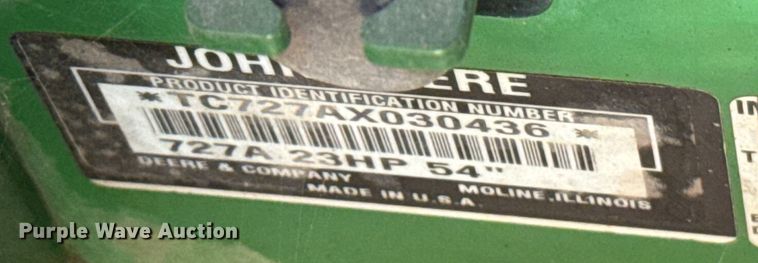 JOHN DEERE
PRODUCT IDENTIFICATION NUMBER
*TC727AX030436*
727A 23HP 54"
DEERE & COMPANY MOLINE, ILLINOIS
MADE IN U.S.A.
Purple Wave Auction